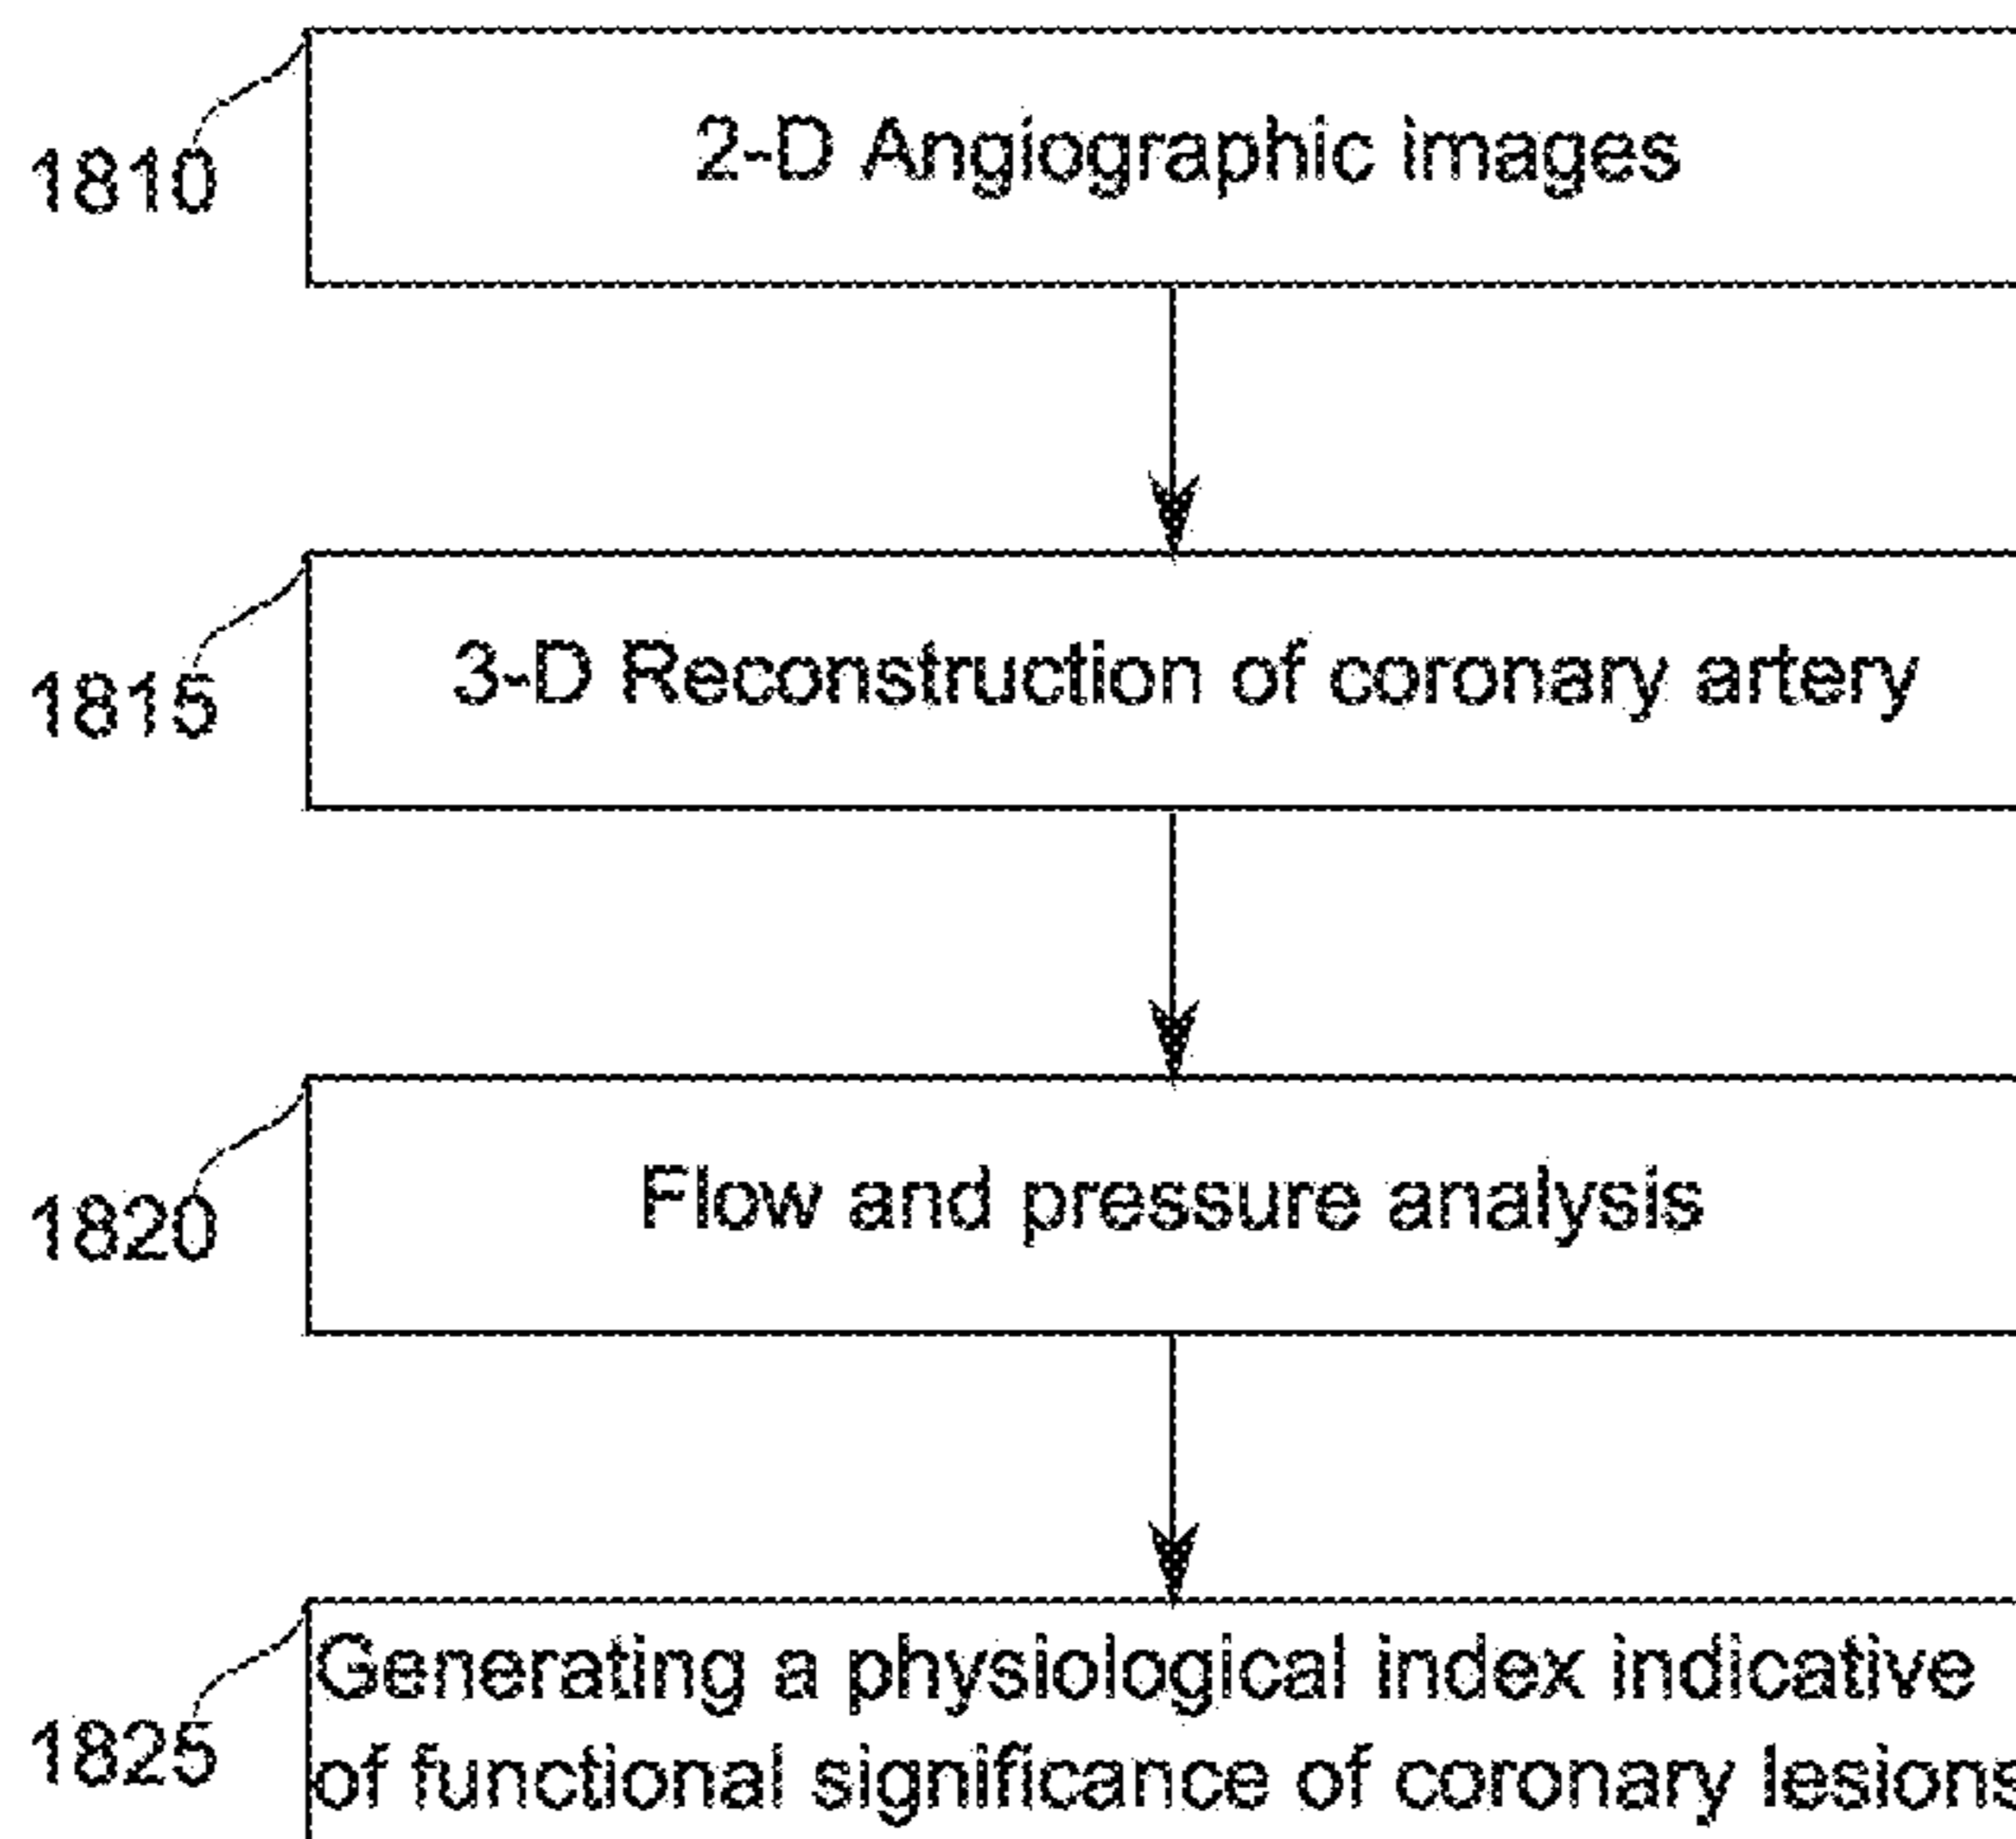 1810
2-D Angiographic images
1815
3-D Reconstruction of coronary artery
1820
Flow and pressure analysis
1825
Generating a physiological index indicative
of functional significance of coronary lesions